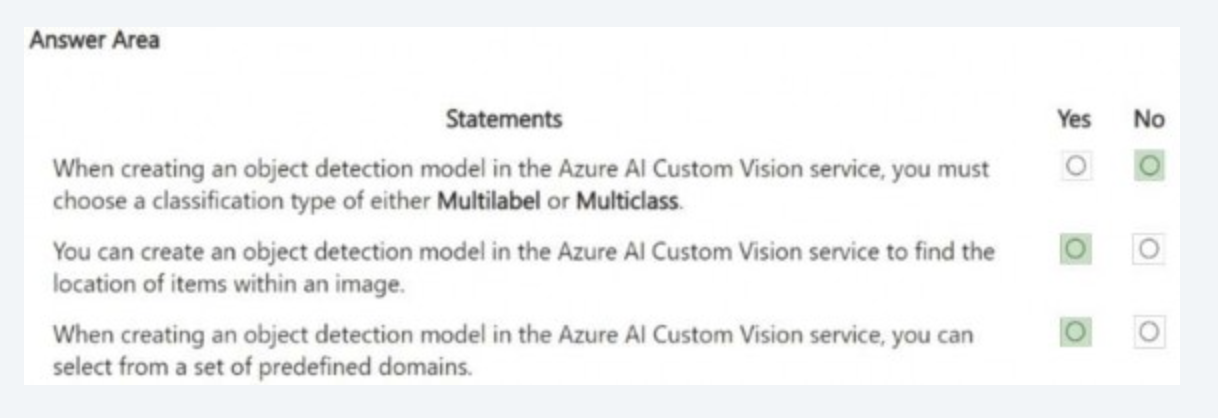 Answer Area
Statements Yes No
When creating an object detection model in the Azure AI Custom Vision service, you must
choose a classification type of either Multilabel or Multiclass.
You can create an object detection model in the Azure AI Custom Vision service to find the
location of items within an image.
When creating an object detection model in the Azure AI Custom Vision service, you can
select from a set of predefined domains.